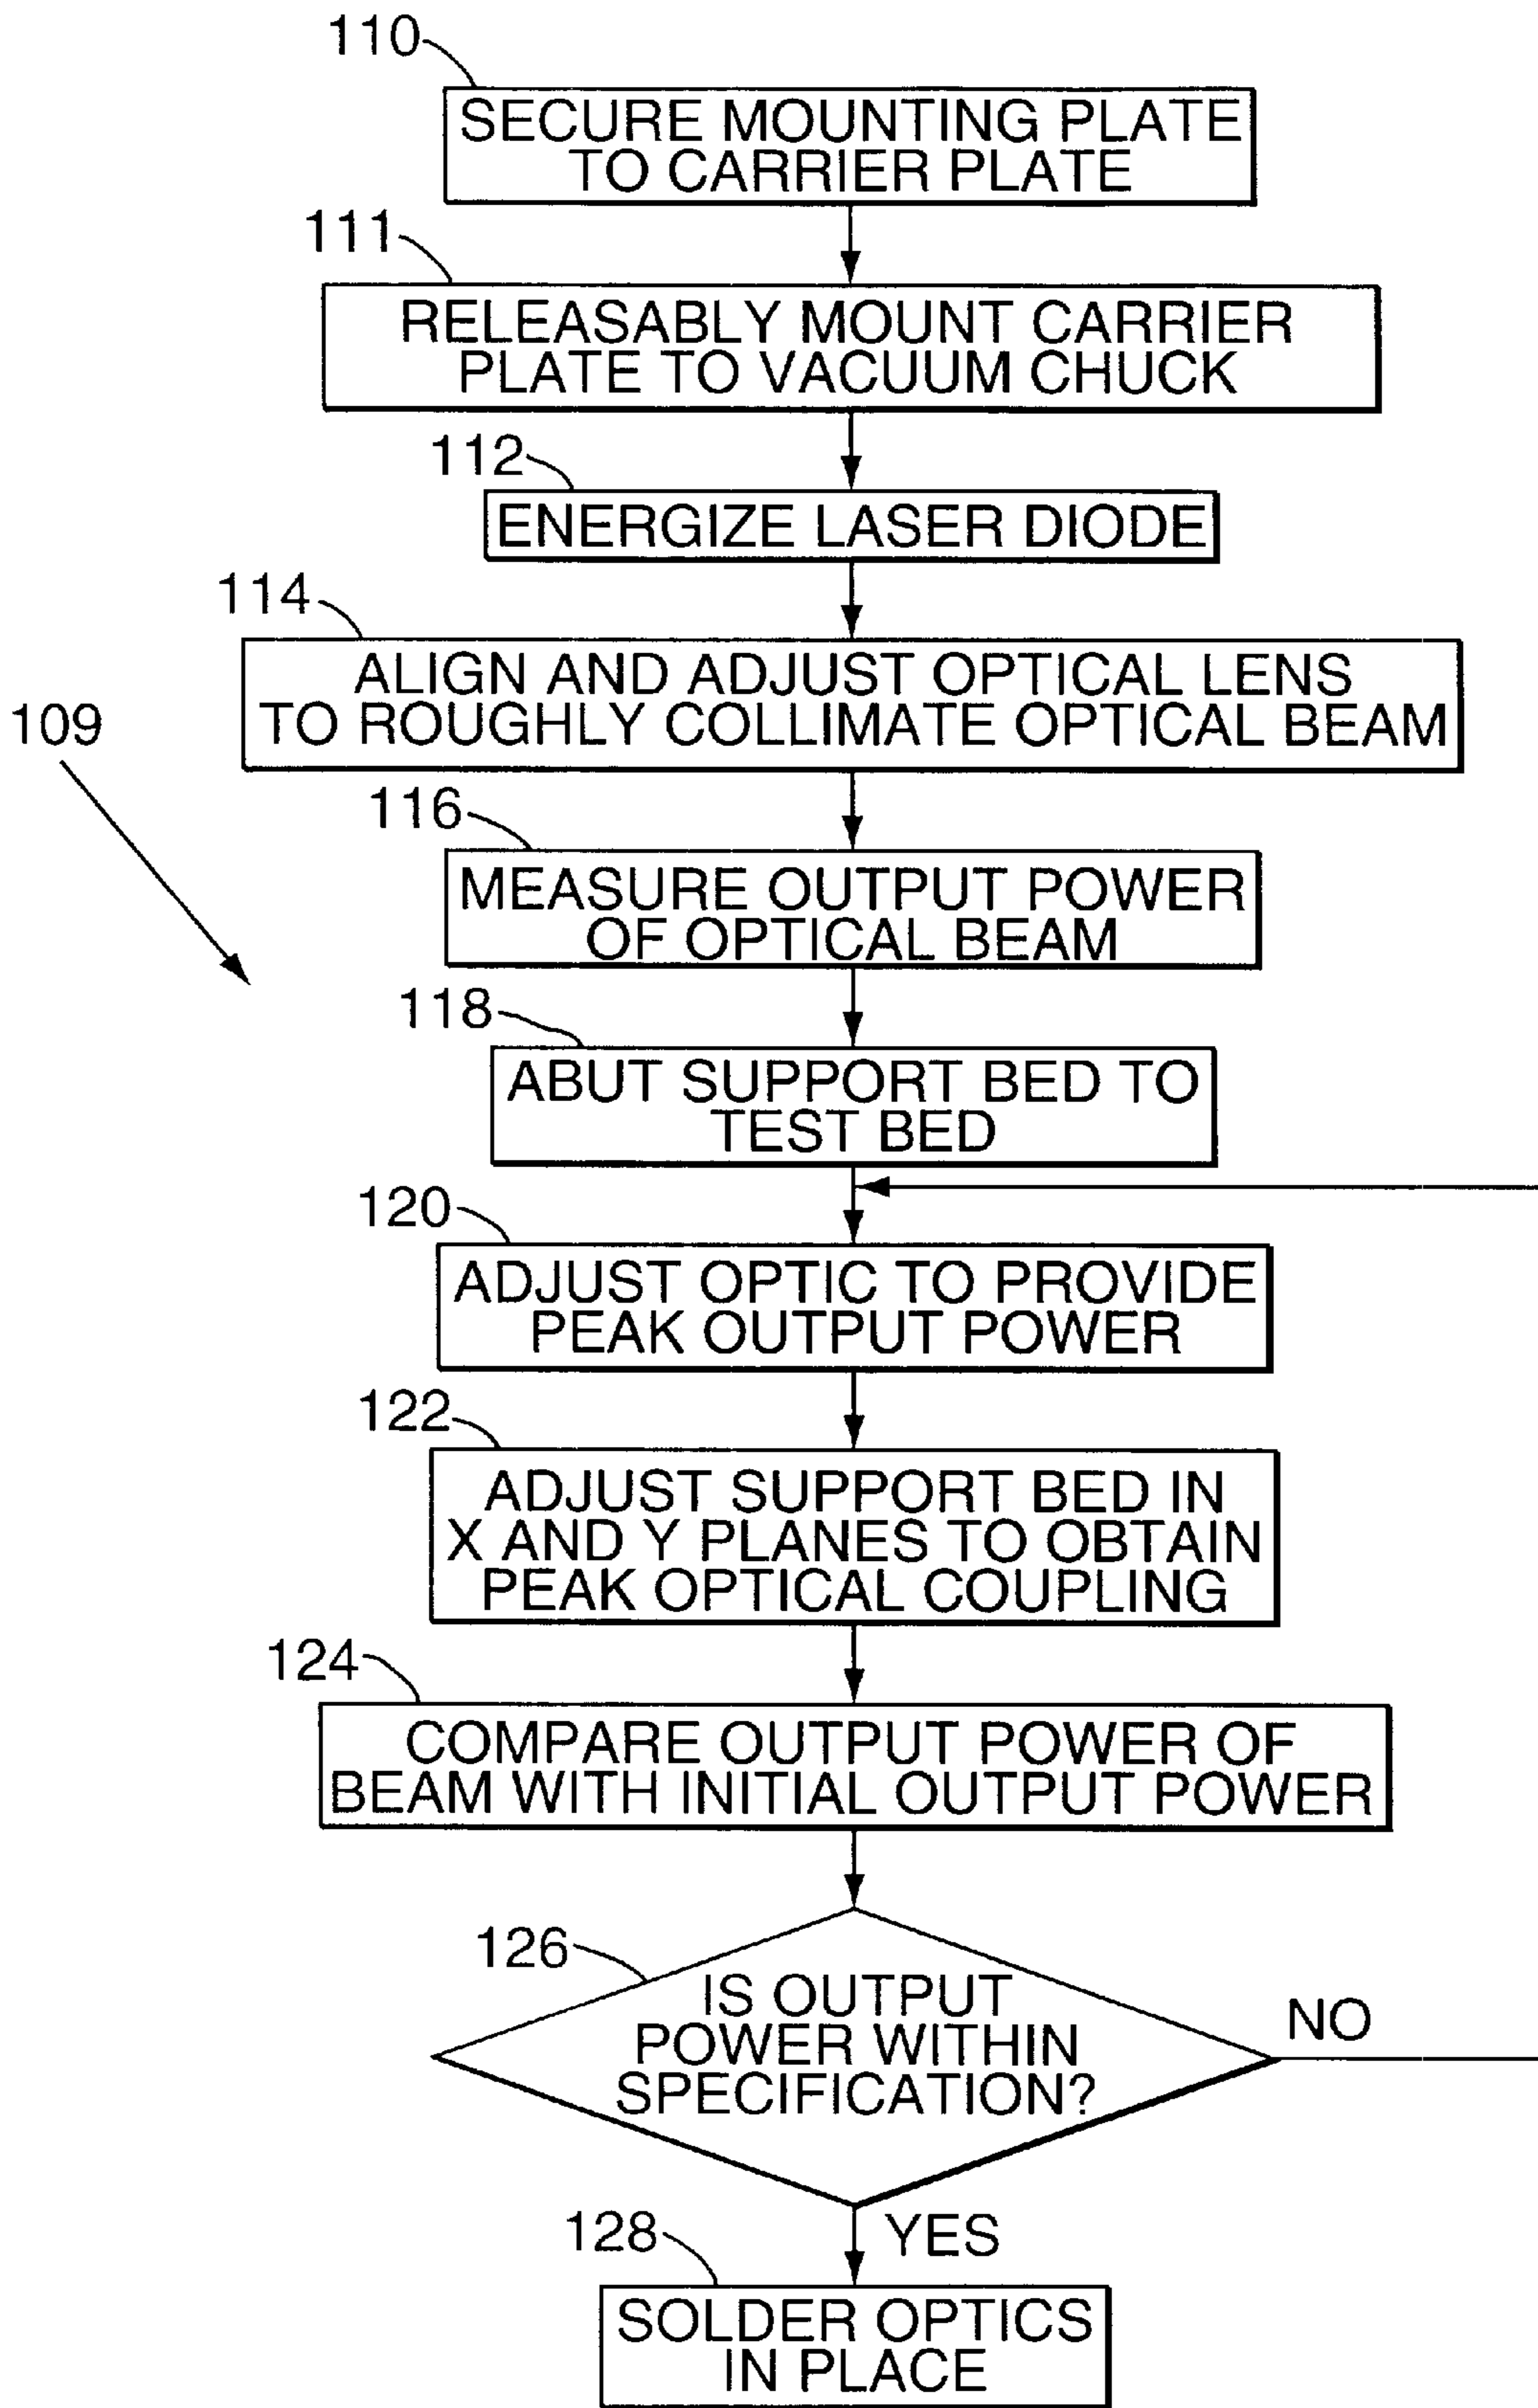 110
SECURE MOUNTING PLATE
TO CARRIER PLATE
111
RELEASABLY MOUNT CARRIER
PLATE TO VACUUM CHUCK
112
ENERGIZE LASER DIODE
114
ALIGN AND ADJUST OPTICAL LENS
TO ROUGHLY COLLIMATE OPTICAL BEAM
109
116
MEASURE OUTPUT POWER
OF OPTICAL BEAM
118
ABUT SUPPORT BED TO
TEST BED
120
ADJUST OPTIC TO PROVIDE
PEAK OUTPUT POWER
122
ADJUST SUPPORT BED IN
X AND Y PLANES TO OBTAIN
PEAK OPTICAL COUPLING
124
COMPARE OUTPUT POWER OF
BEAM WITH INITIAL OUTPUT POWER
126
IS OUTPUT
POWER WITHIN
SPECIFICATION?
NO
YES
128
SOLDER OPTICS
IN PLACE